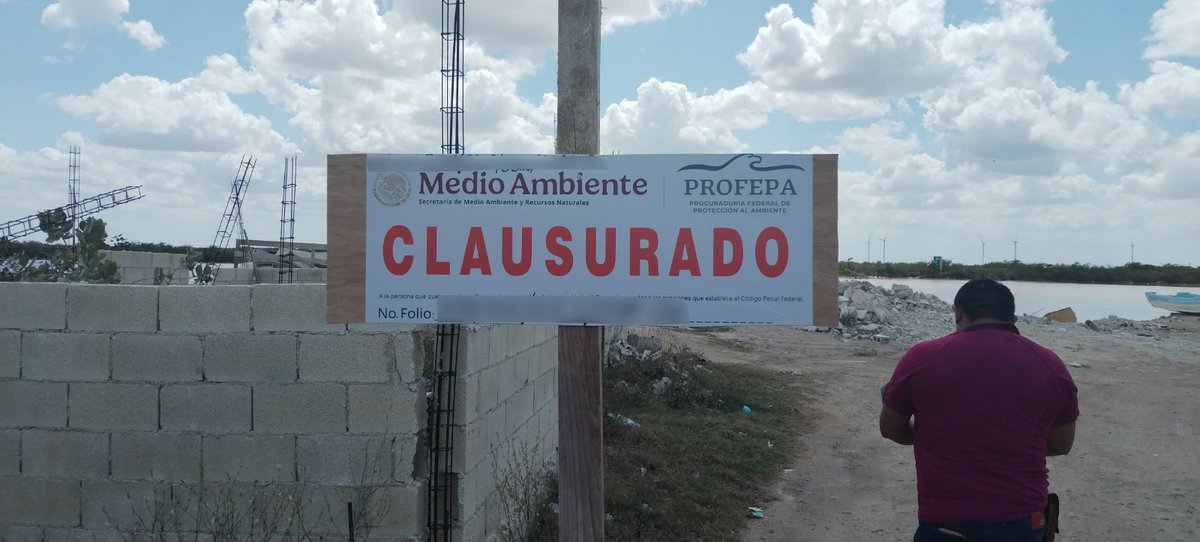 Medio Ambiente
Secretaría de Medio Ambiente y Recursos Naturales
PROFEPA
PROCURADURÍA FEDERAL DE
PROTECCIÓN AL AMBIENTE
CLAUSURADO
A la persona que que establece el Código Penal Federal.
No. Folio: